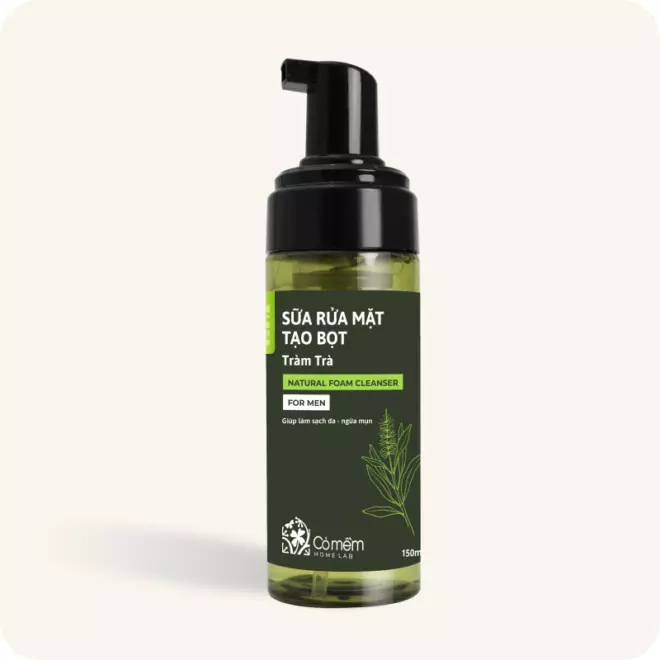 SỮA RỬA MẶT
TẠO BỌT
Tràm Trà
NATURAL FOAM CLEANSER
FOR MEN
Giúp làm sạch da - ngừa mụn
Cỏ mềm
HOME LAB
150m